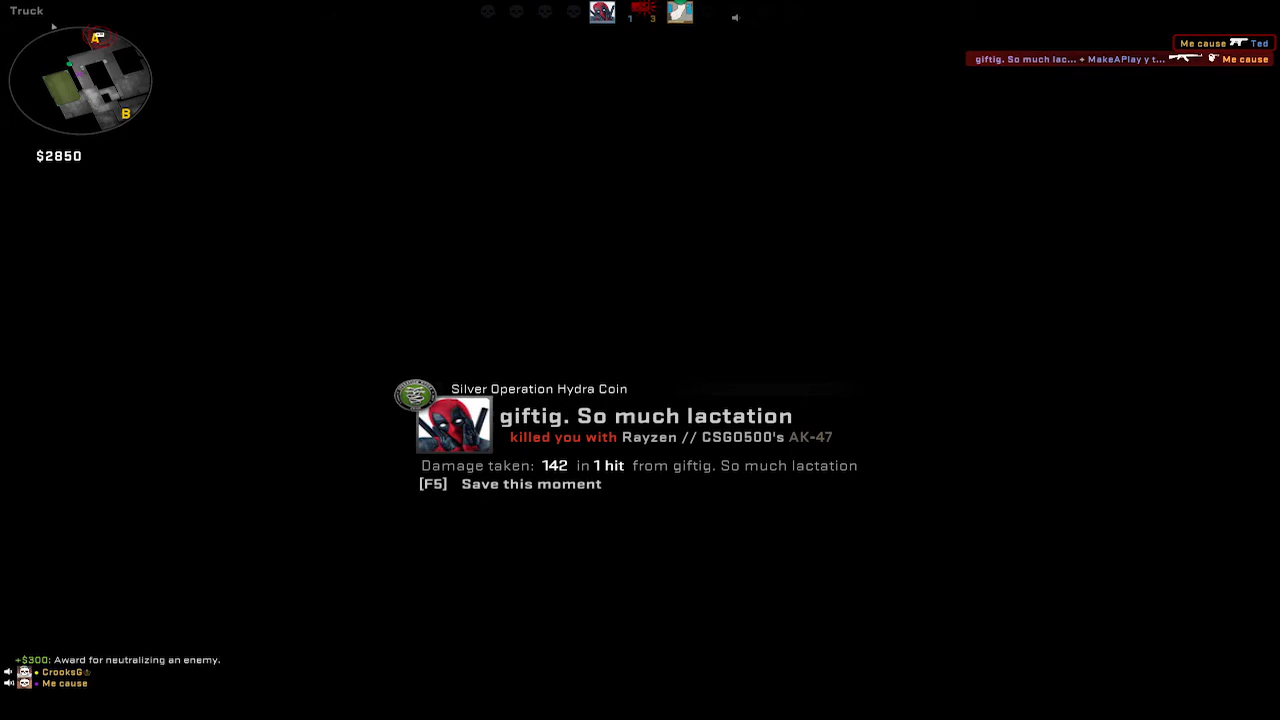 Truck
A
B
$2850
1
3
Me cause Ted
giftig. So much lac... + MakeAPlay y t... Me cause
Silver Operation Hydra Coin
giftig. So much lactation
killed you with Rayzen // CSGO500's AK-47
Damage taken: 142 in 1 hit from giftig. So much lactation
[F5] Save this moment
+$300: Award for neutralizing an enemy.
CrooksG
Me cause